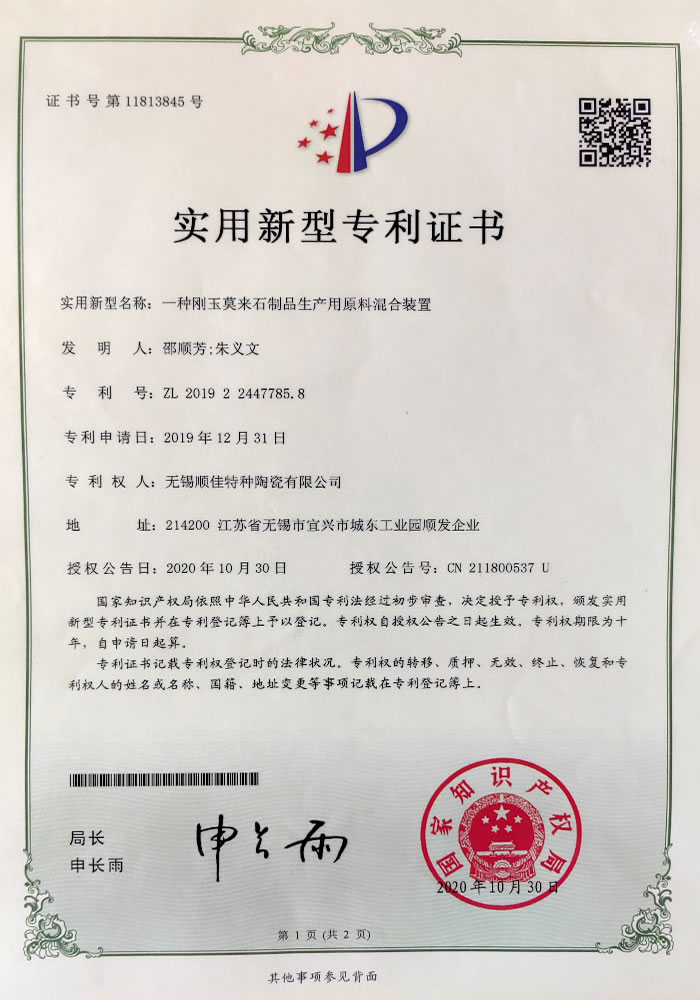 证书号第11813845号
实用新型专利证书
实用新型名称：一种刚玉莫来石制品生产用原料混合装置
发明人：邵顺芳;朱义文
专利号：ZL 2019 2 2447785.8
专利申请日：2019年12月31日
专利权人：无锡顺佳特种陶瓷有限公司
地址：214200 江苏省无锡市宜兴市城东工业园顺发企业
授权公告日：2020年10月30日 授权公告号：CN 211800537 U
国家知识产权局依照中华人民共和国专利法经过初步审查，决定授予专利权，颁发实用
新型专利证书并在专利登记簿上予以登记。专利权自授权公告之日起生效。专利权期限为十
年，自申请日起算。
专利证书记载专利权登记时的法律状况。专利权的转移、质押、无效、终止、恢复和专
利权人的姓名或名称、国籍、地址变更等事项记载在专利登记簿上。
局长
申长雨
申长雨
国家知识产权局
2020年10月30日
第 1 页 (共 2 页)
其他事项参见背面